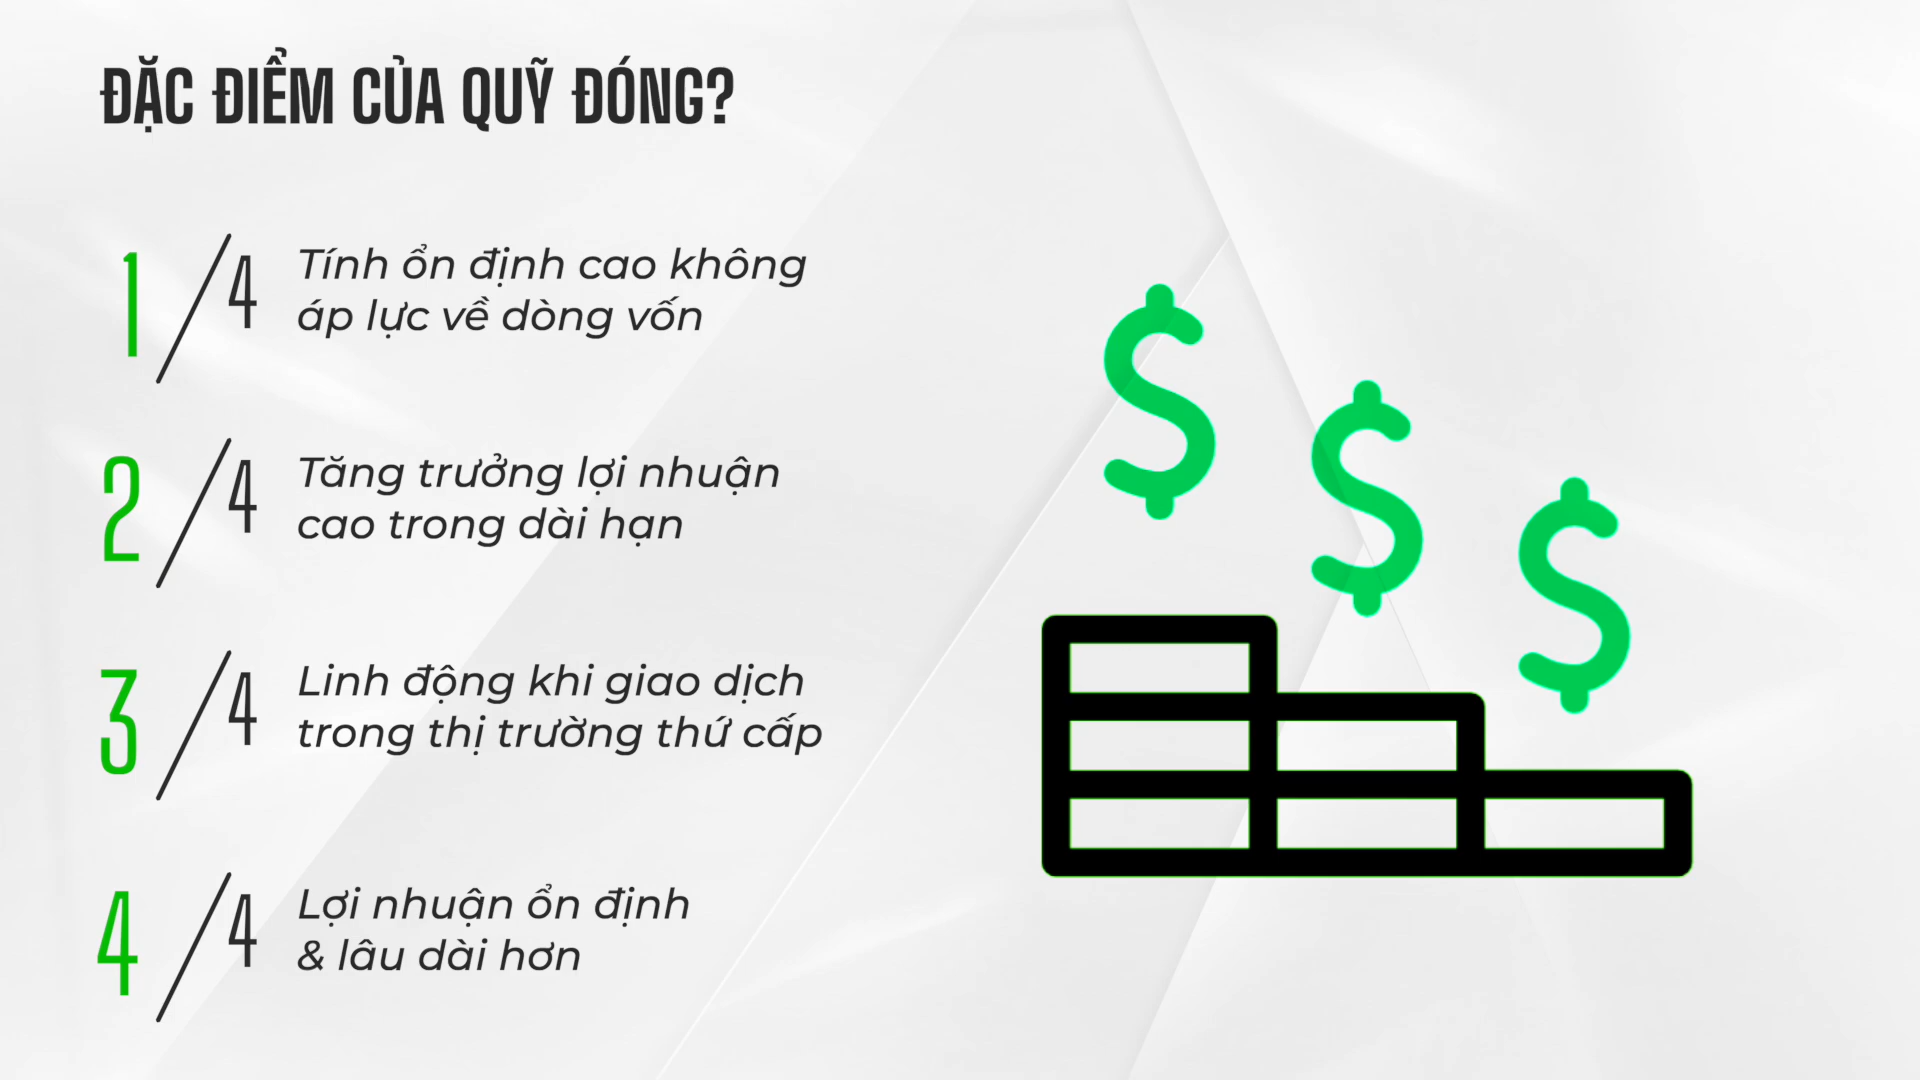 ĐẶC ĐIỂM CỦA QUỸ ĐÓNG?
1/4 Tính ổn định cao không
áp lực về dòng vốn
2/4 Tăng trưởng lợi nhuận
cao trong dài hạn
3/4 Linh động khi giao dịch
trong thị trường thứ cấp
4/4 Lợi nhuận ổn định
& lâu dài hơn
$ $ $